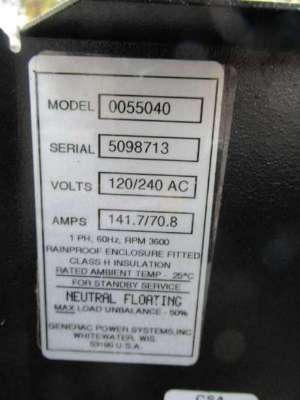 MODEL 0055040
SERIAL 5098713
VOLTS 120/240 AC
AMPS 141.7/70.8
1 PH, 60Hz, RPM 3600
RAINPROOF ENCLOSURE FITTED
CLASS H INSULATION
RATED AMBIENT TEMP - 25°C
FOR STANDBY SERVICE
NEUTRAL FLOATING
MAX LOAD UNBALANCE - 50%
GENERAC POWER SYSTEMS, INC
WHITEWATER, WIS.
53190 U.S.A.
CSA